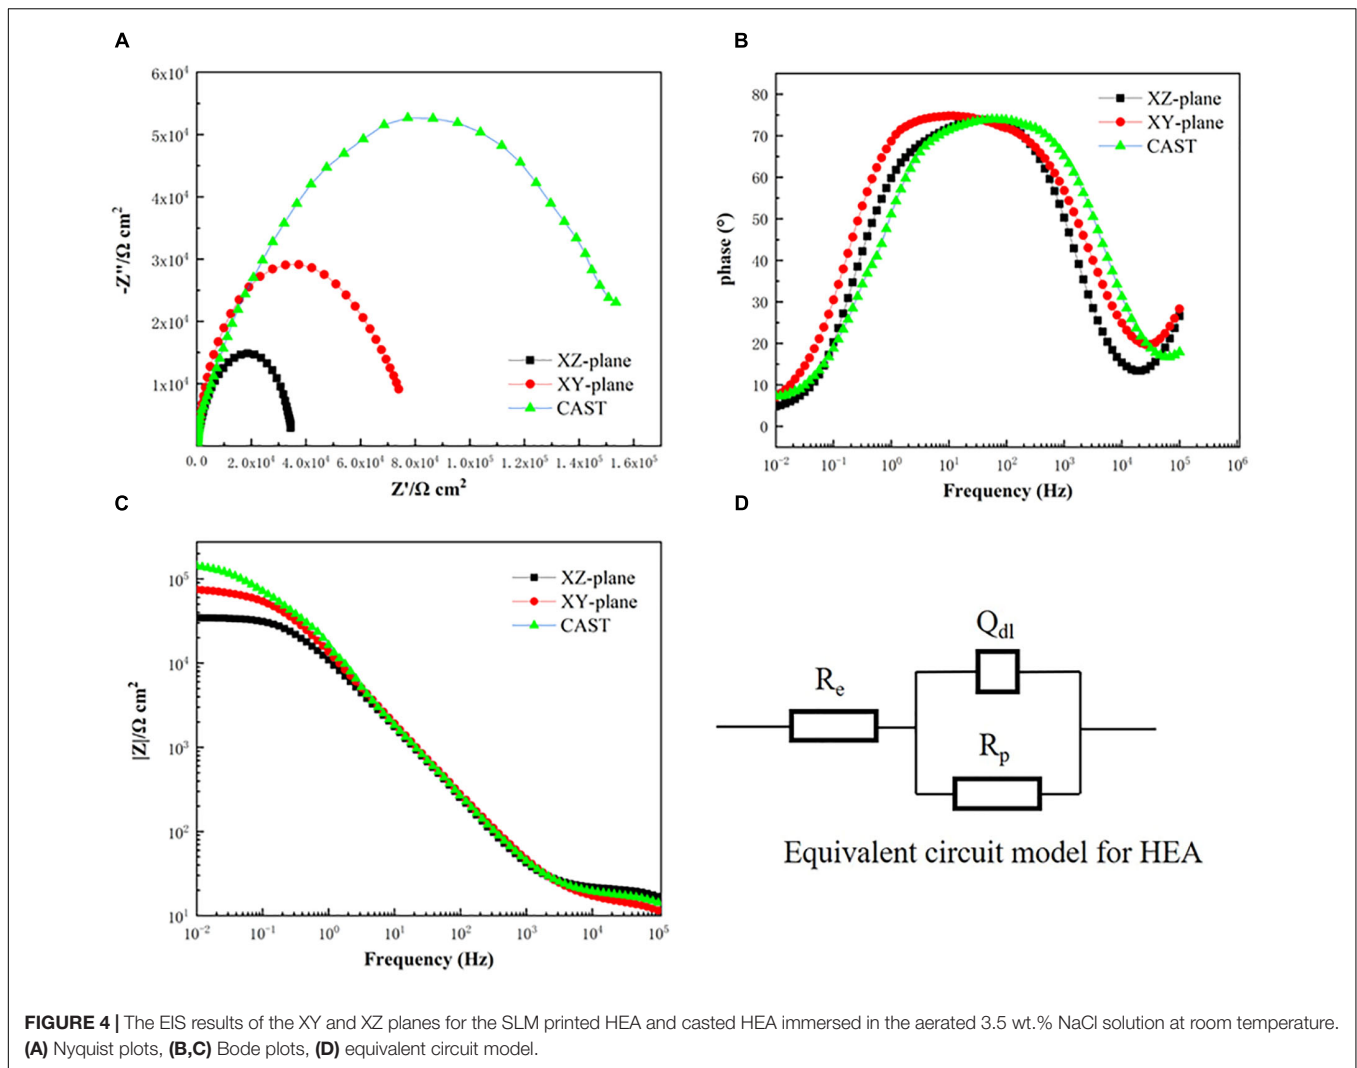 A
6x10⁴
5x10⁴
4x10⁴
3x10⁴
2x10⁴
1x10⁴
-Z''/Ω cm²
XZ-plane
XY-plane
CAST
0.0 2.0x10⁴ 4.0x10⁴ 6.0x10⁴ 8.0x10⁴ 1.0x10⁵ 1.2x10⁵ 1.4x10⁵ 1.6x10⁵
Z'/Ω cm²
B
80
70
60
50
40
30
20
10
0
phase (°)
XZ-plane
XY-plane
CAST
10⁻² 10⁻¹ 10⁰ 10¹ 10² 10³ 10⁴ 10⁵ 10⁶
Frequency (Hz)
C
10⁵
10⁴
10³
10²
10¹
|Z|/Ω cm²
XZ-plane
XY-plane
CAST
10⁻² 10⁻¹ 10⁰ 10¹ 10² 10³ 10⁴ 10⁵
Frequency (Hz)
D
Qdl
Re
Rp
Equivalent circuit model for HEA
FIGURE 4 | The EIS results of the XY and XZ planes for the SLM printed HEA and casted HEA immersed in the aerated 3.5 wt.% NaCl solution at room temperature.
(A) Nyquist plots, (B,C) Bode plots, (D) equivalent circuit model.